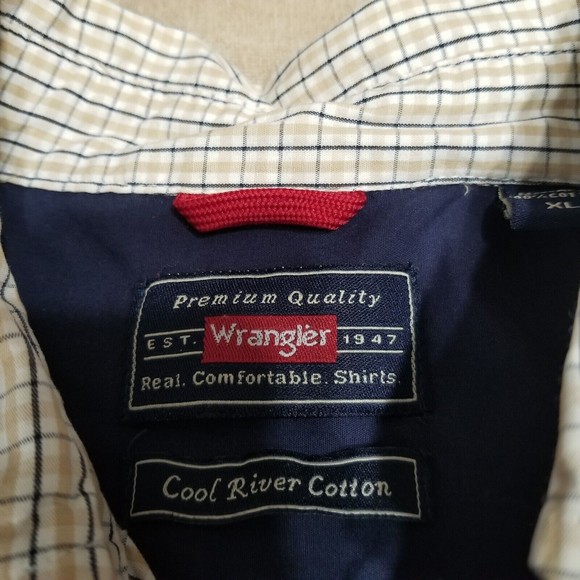 XL
Premium Quality
EST. Wrangler 1947
Real. Comfortable. Shirts.
Cool River Cotton